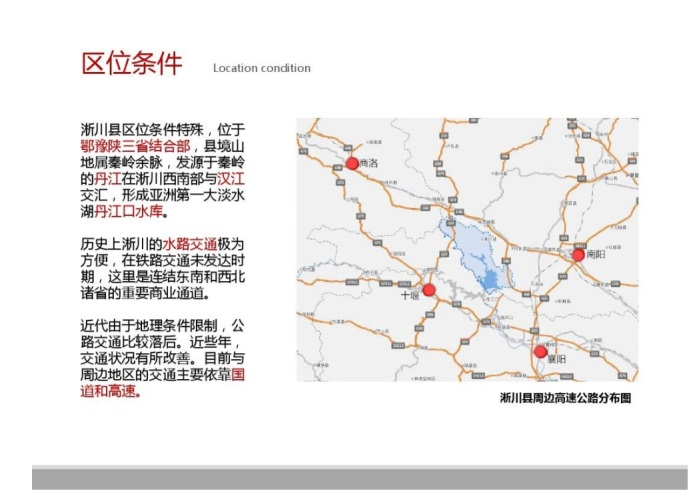 区位条件 Location condition
淅川县区位条件特殊，位于
鄂豫陕三省结合部，县境山
地属秦岭余脉，发源于秦岭
的丹江在淅川西南部与汉江
交汇，形成亚洲第一大淡水
湖丹江口水库。
历史上淅川的水路交通极为
方便，在铁路交通未发达时
期，这里是连结东南和西北
诸省的重要商业通道。
近代由于地理条件限制，公
路交通比较落后。近些年，
交通状况有所改善。目前与
周边地区的交通主要依靠国
道和高速。
商洛
南阳
十堰
襄阳
淅川县周边高速公路分布图